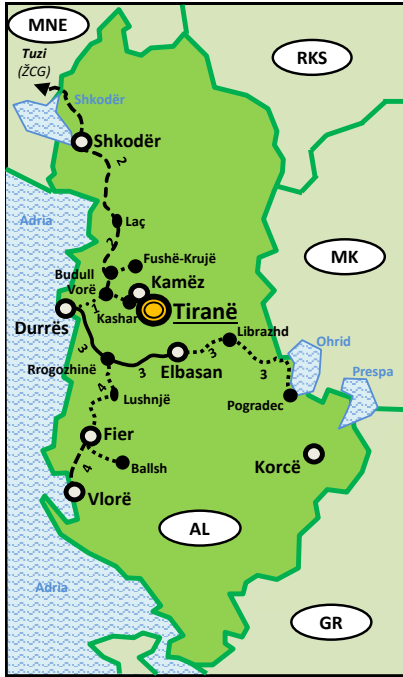 MNE
Tuzi
(ŽCG)
RKS
Shkodër
Shkodër
2
Adria
Laç
2
MK
Fushë-Krujë
Budull
Kamëz
Vorë
1
Kashar
Tiranë
Durrës
Librazhd
Ohrid
3
3
Rrogozhinë
3
Elbasan
3
Prespa
4
Lushnjë
Pogradec
Fier
Korcë
4
Ballsh
Vlorë
AL
Adria
GR